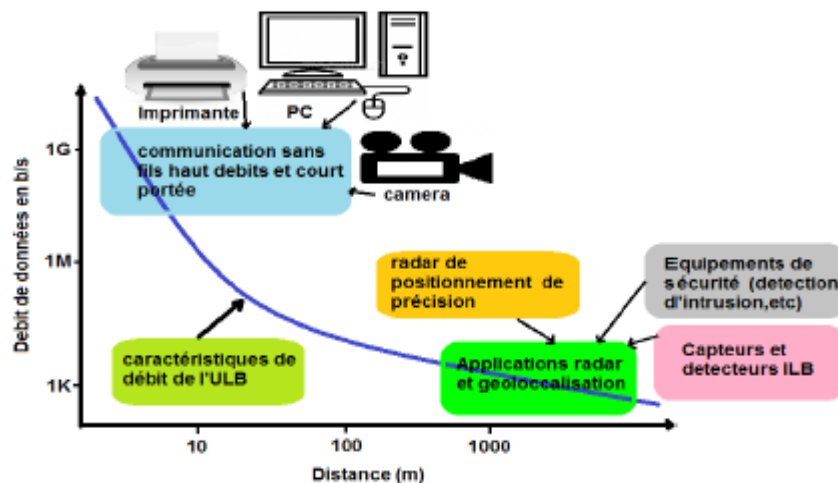 Imprimante
PC
communication sans
fils haut debits et court
portée
camera
1G
1M
1K
Debit de données en b/s
radar de
positionnement de
précision
Equipements de
sécurité (detection
d'intrusion,etc)
caractéristiques de
débit de l'ULB
Applications radar
et geoloccalisation
Capteurs et
detecteurs ILB
10
100
1000
Distance (m)